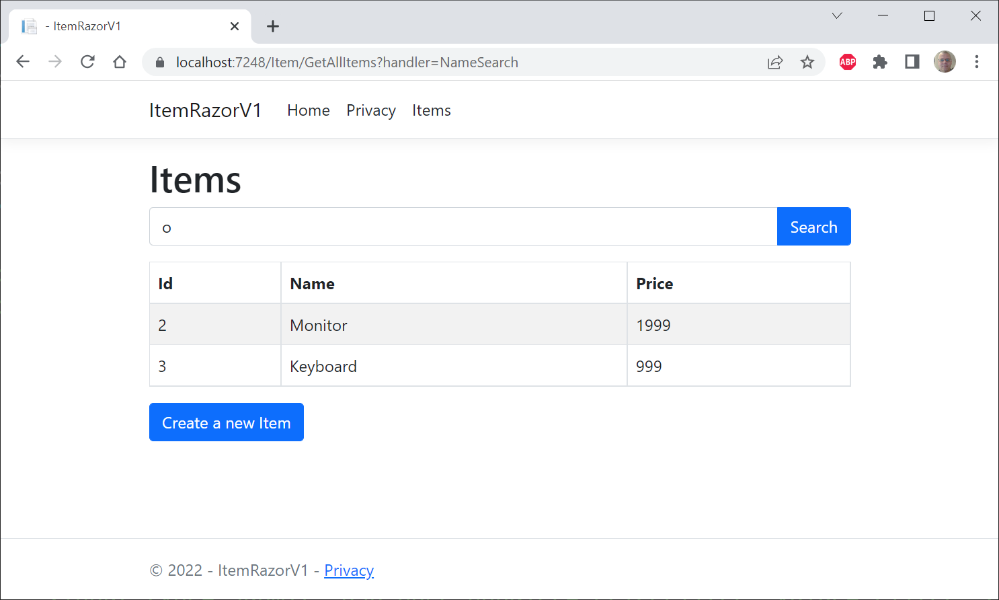 - ItemRazorV1
localhost:7248/Item/GetAllItems?handler=NameSearch
ABP
ItemRazorV1 Home Privacy Items
Items
o Search
Id Name Price
2 Monitor 1999
3 Keyboard 999
Create a new Item
© 2022 - ItemRazorV1 - Privacy